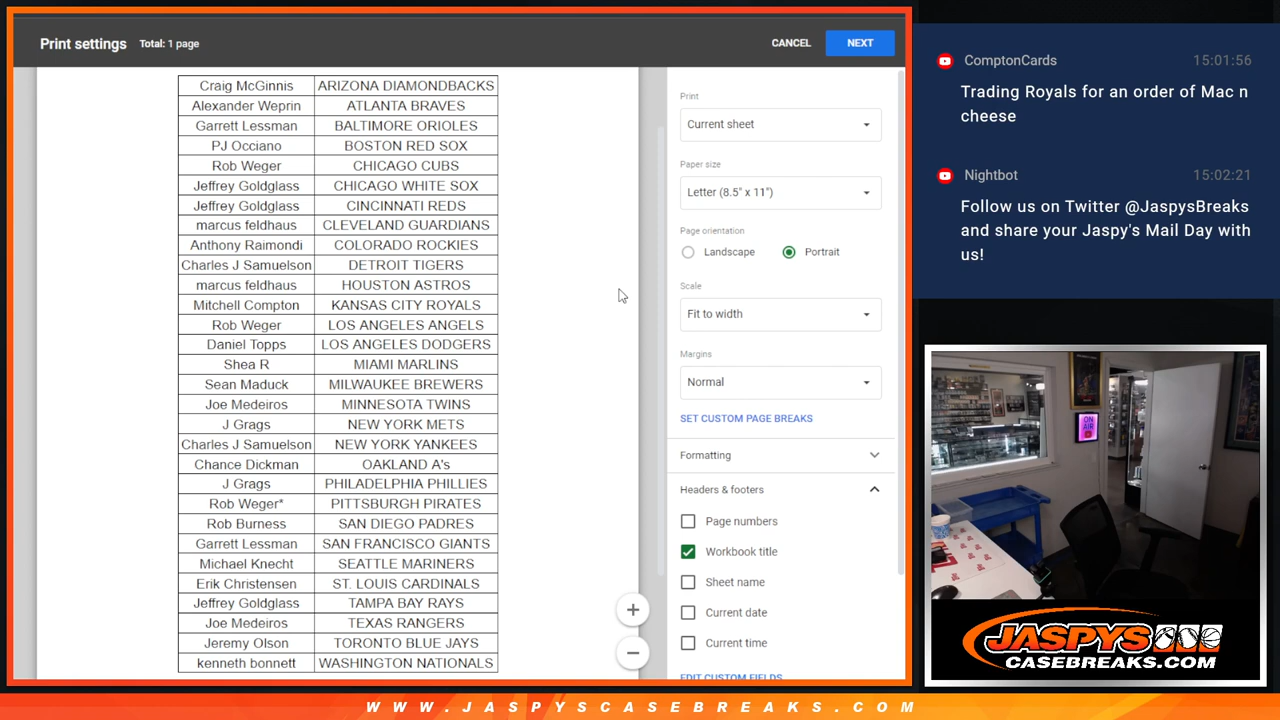 Print settings Total: 1 page CANCEL NEXT
Craig McGinnis ARIZONA DIAMONDBACKS
Alexander Weprin ATLANTA BRAVES
Garrett Lessman BALTIMORE ORIOLES
PJ Occiano BOSTON RED SOX
Rob Weger CHICAGO CUBS
Jeffrey Goldglass CHICAGO WHITE SOX
Jeffrey Goldglass CINCINNATI REDS
marcus feldhaus CLEVELAND GUARDIANS
Anthony Raimondi COLORADO ROCKIES
Charles J Samuelson DETROIT TIGERS
marcus feldhaus HOUSTON ASTROS
Mitchell Compton KANSAS CITY ROYALS
Rob Weger LOS ANGELES ANGELS
Daniel Topps LOS ANGELES DODGERS
Shea R MIAMI MARLINS
Sean Maduck MILWAUKEE BREWERS
Joe Medeiros MINNESOTA TWINS
J Grags NEW YORK METS
Charles J Samuelson NEW YORK YANKEES
Chance Dickman OAKLAND A's
J Grags PHILADELPHIA PHILLIES
Rob Weger* PITTSBURGH PIRATES
Rob Burness SAN DIEGO PADRES
Garrett Lessman SAN FRANCISCO GIANTS
Michael Knecht SEATTLE MARINERS
Erik Christensen ST. LOUIS CARDINALS
Jeffrey Goldglass TAMPA BAY RAYS
Joe Medeiros TEXAS RANGERS
Jeremy Olson TORONTO BLUE JAYS
kenneth bonnett WASHINGTON NATIONALS
Print
Current sheet
Paper size
Letter (8.5" x 11")
Page orientation
Landscape Portrait
Scale
Fit to width
Margins
Normal
SET CUSTOM PAGE BREAKS
Formatting
Headers & footers
Page numbers
Workbook title
Sheet name
Current date
Current time
EDIT CUSTOM FIELDS
ComptonCards 15:01:56
Trading Royals for an order of Mac n
cheese
Nightbot 15:02:21
Follow us on Twitter @JaspysBreaks
and share your Jaspy's Mail Day with
us!
ON
AIR
JASPYS
CASEBREAKS.COM
WWW.JASPYSCASEBREAKS.COM